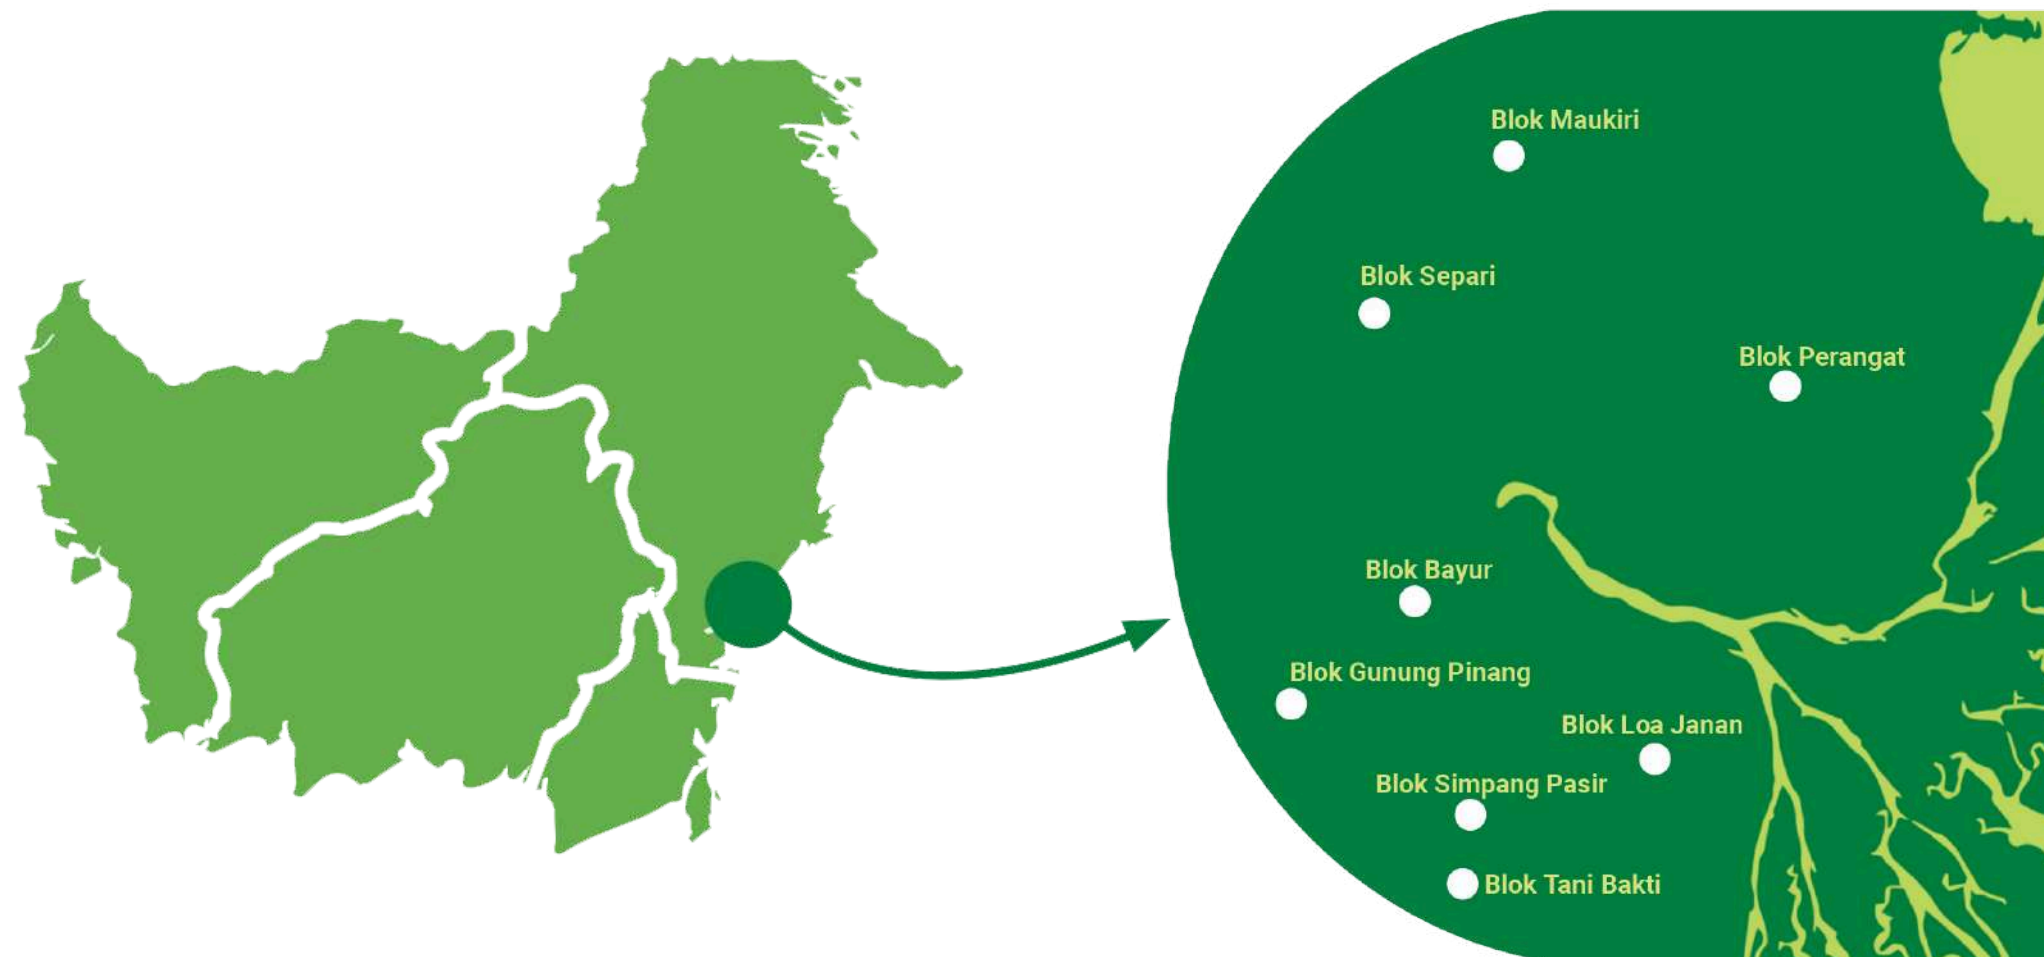 Blok Maukiri
Blok Separi
Blok Perangat
Blok Bayur
Blok Gunung Pinang
Blok Loa Janan
Blok Simpang Pasir
Blok Tani Bakti